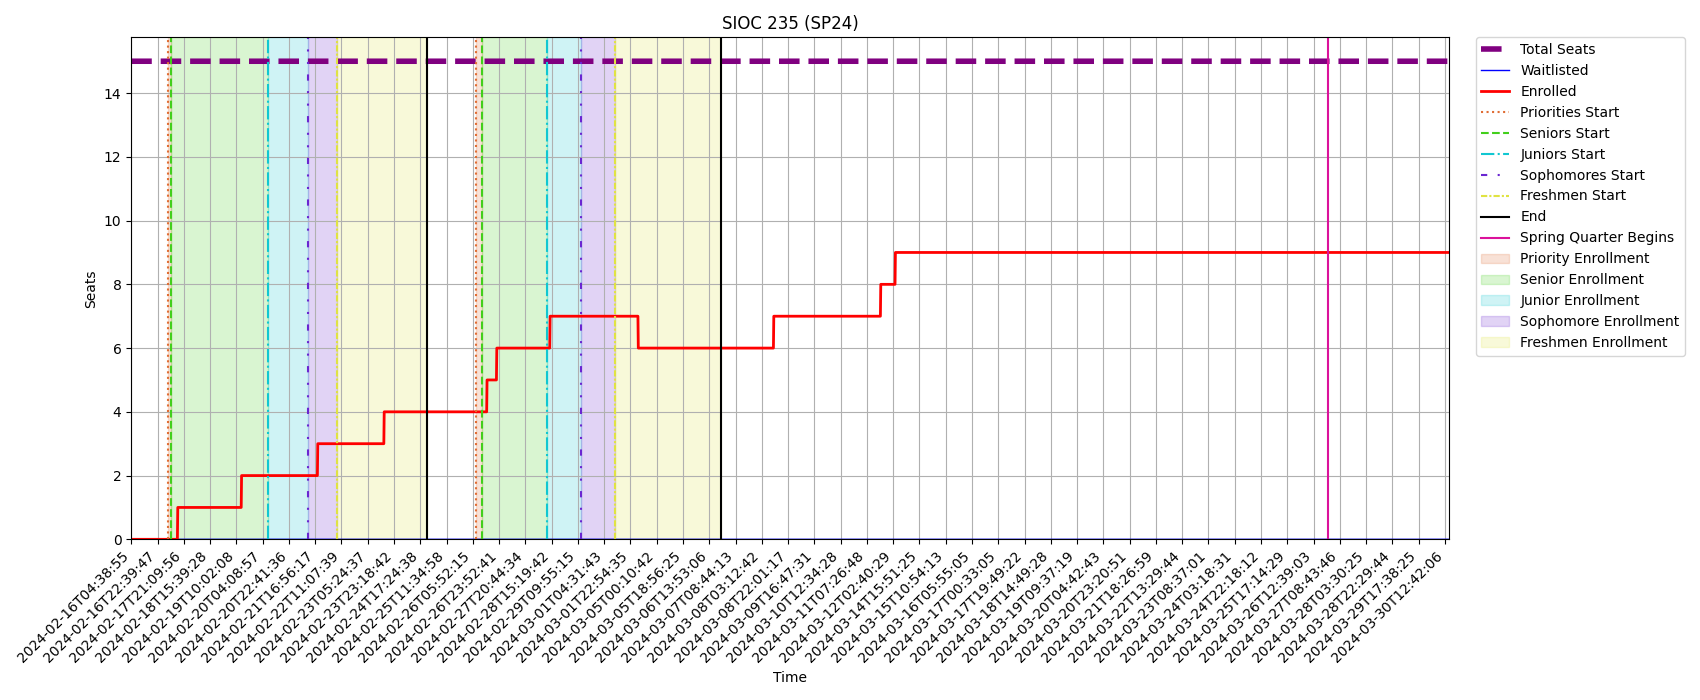 SIOC 235 (SP24)
Seats
14
12
10
8
6
4
2
0
2024-02-16T04:38:55
2024-02-16T22:39:47
2024-02-17T21:09:56
2024-02-18T15:39:28
2024-02-19T10:02:08
2024-02-20T04:08:57
2024-02-20T22:41:36
2024-02-21T16:56:17
2024-02-22T11:07:39
2024-02-23T05:24:37
2024-02-23T23:18:42
2024-02-24T17:24:38
2024-02-25T11:34:58
2024-02-26T05:52:15
2024-02-26T23:52:41
2024-02-27T20:44:34
2024-02-28T15:19:42
2024-02-29T09:55:15
2024-03-01T04:31:43
2024-03-01T22:54:35
2024-03-05T00:10:42
2024-03-05T18:56:25
2024-03-06T13:53:06
2024-03-07T08:44:13
2024-03-08T03:12:42
2024-03-08T22:01:17
2024-03-09T16:47:31
2024-03-10T12:34:28
2024-03-11T07:26:48
2024-03-12T02:40:29
2024-03-14T15:51:25
2024-03-15T10:54:13
2024-03-16T05:55:05
2024-03-17T00:33:05
2024-03-17T19:49:22
2024-03-18T14:49:28
2024-03-19T09:37:19
2024-03-20T04:42:43
2024-03-20T23:20:51
2024-03-21T18:26:59
2024-03-22T13:29:44
2024-03-23T08:37:01
2024-03-24T03:18:31
2024-03-24T22:18:12
2024-03-25T17:14:29
2024-03-26T12:39:03
2024-03-27T08:43:46
2024-03-28T03:30:25
2024-03-28T22:29:44
2024-03-29T17:38:25
2024-03-30T12:42:06
Time
Total Seats
Waitlisted
Enrolled
Priorities Start
Seniors Start
Juniors Start
Sophomores Start
Freshmen Start
End
Spring Quarter Begins
Priority Enrollment
Senior Enrollment
Junior Enrollment
Sophomore Enrollment
Freshmen Enrollment